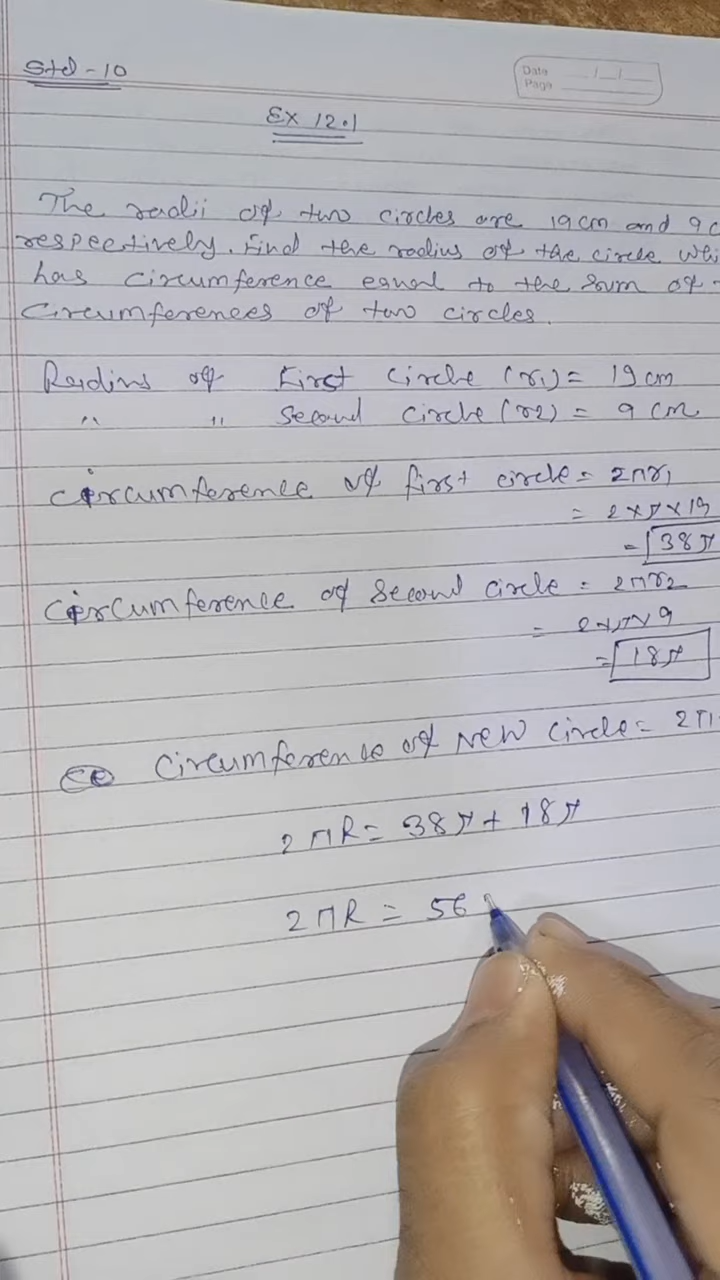 Std - 10
Date __/__/__
Page
Ex 12.1
The radii of two circles are 19 cm and 9 c
respectively. Find the radius of the circle whi
has circumference equal to the sum of
Circumferences of two circles.
Radius of First Circle (r1) = 19 cm
" " Second Circle (r2) = 9 cm
Circumference of first circle = 2πr1
= 2 x π x 19
= 38π
Circumference of Second circle = 2πr2
= 2 x π x 9
= 18π
Circumference of New circle = 2π
2πR = 38π + 18π
2πR = 56